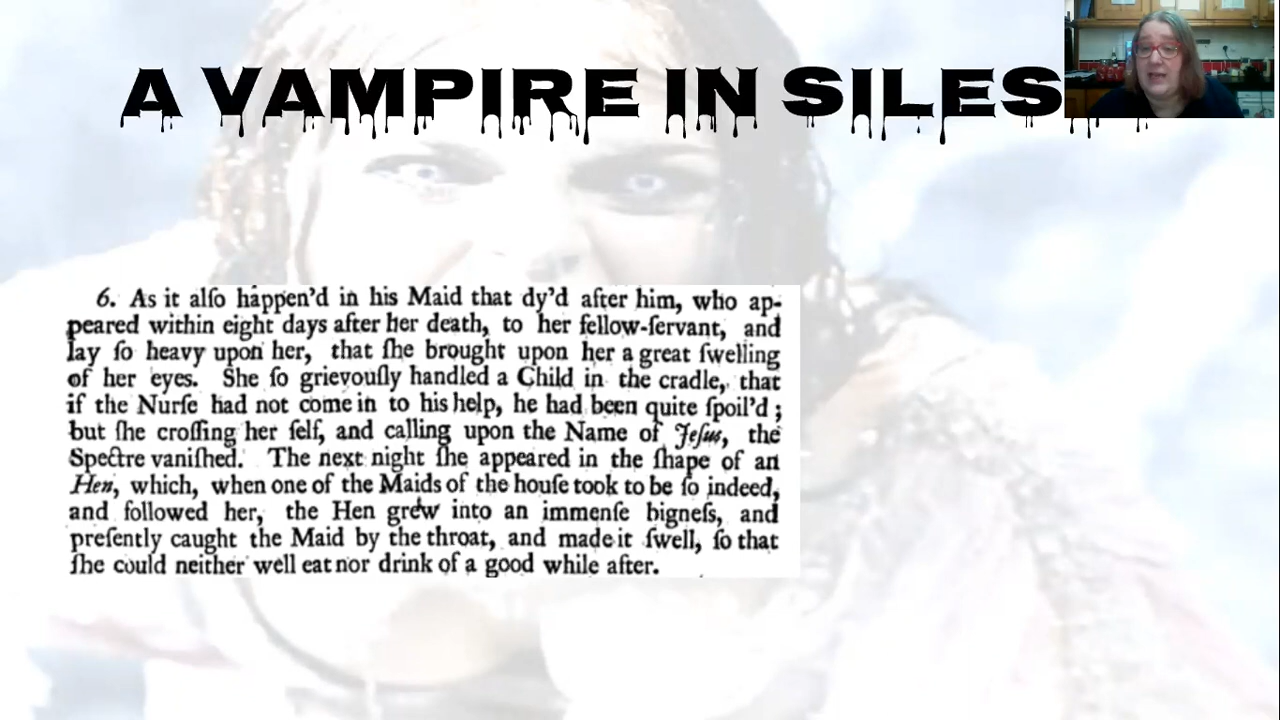 A VAMPIRE IN SILES
6. As it alſo happen'd in his Maid that dy'd after him, who ap-
peared within eight days after her death, to her fellow-ſervant, and
lay ſo heavy upon her, that ſhe brought upon her a great ſwelling
of her eyes. She ſo grievouſly handled a Child in the cradle, that
if the Nurſe had not come in to his help, he had been quite ſpoil'd;
but ſhe croſſing her ſelf, and calling upon the Name of Jeſus, the
Spectre vaniſhed. The next night ſhe appeared in the ſhape of an
Hen, which, when one of the Maids of the houſe took to be ſo indeed,
and followed her, the Hen grew into an immenſe bigneſs, and
preſently caught the Maid by the throat, and made it ſwell, ſo that
ſhe could neither well eat nor drink of a good while after.